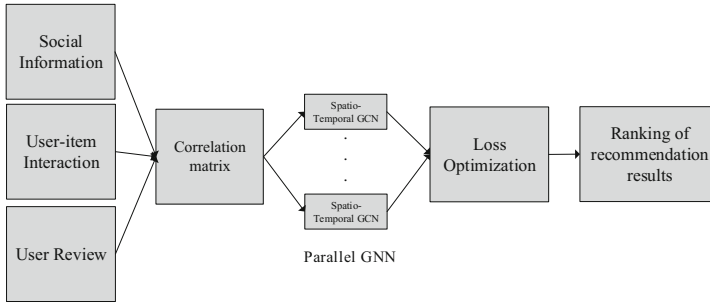 Social
Information
User-item
Interaction
User Review
Correlation
matrix
Spatio-
Temporal GCN
Spatio-
Temporal GCN
Parallel GNN
Loss
Optimization
Ranking of
recommendation
results